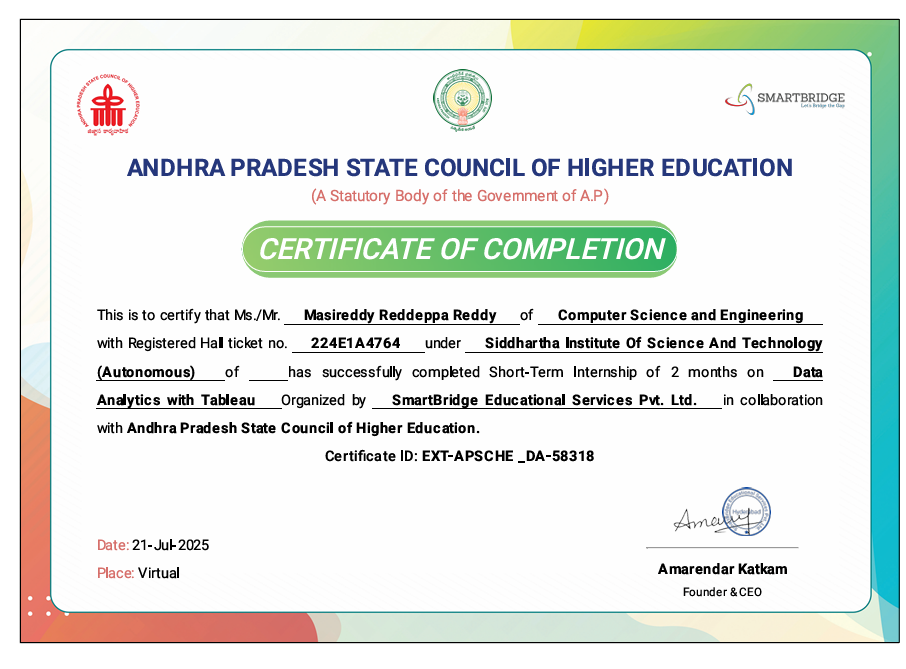 ANDHRA PRADESH STATE COUNCIL OF HIGHER EDUCATION
SMARTBRIDGE
Let's Bridge the Gap
ANDHRA PRADESH STATE COUNCIL OF HIGHER EDUCATION
(A Statutory Body of the Government of A.P)
CERTIFICATE OF COMPLETION
This is to certify that Ms./Mr. Masireddy Reddeppa Reddy of Computer Science and Engineering
with Registered Hall ticket no. 224E1A4764 under Siddhartha Institute Of Science And Technology
(Autonomous) of has successfully completed Short-Term Internship of 2 months on Data
Analytics with Tableau Organized by SmartBridge Educational Services Pvt. Ltd. in collaboration
with Andhra Pradesh State Council of Higher Education.
Certificate ID: EXT-APSCHE _DA-58318
Hyderabad
Date: 21-Jul-2025
Place: Virtual
Amarendar Katkam
Founder & CEO